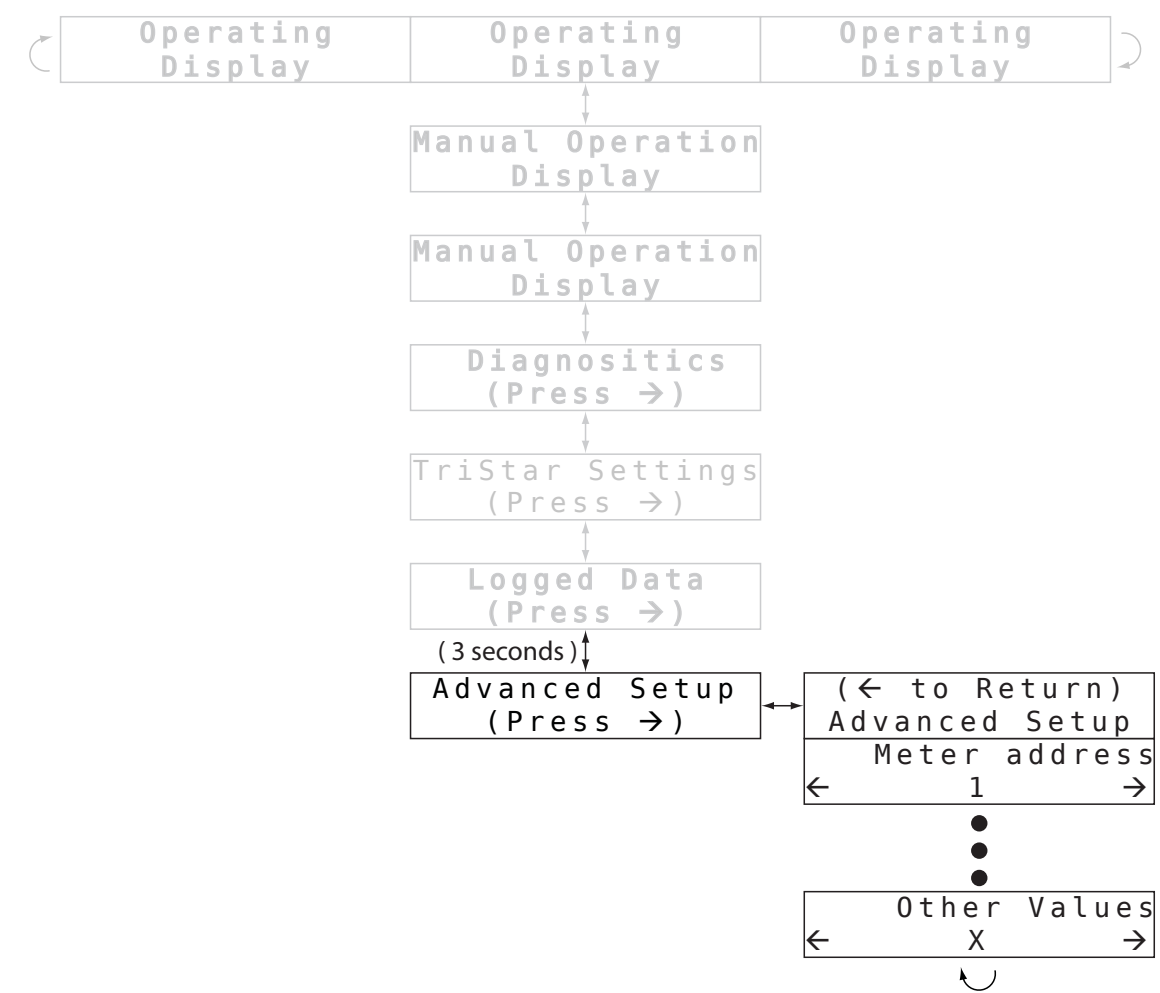 Operating Operating Operating
Display Display Display
Manual Operation
Display
Manual Operation
Display
Diagnositics
(Press →)
TriStar Settings
(Press →)
Logged Data
(Press →)
( 3 seconds )
Advanced Setup
(Press →)
(← to Return)
Advanced Setup
Meter address
← 1 →
Other Values
← X →